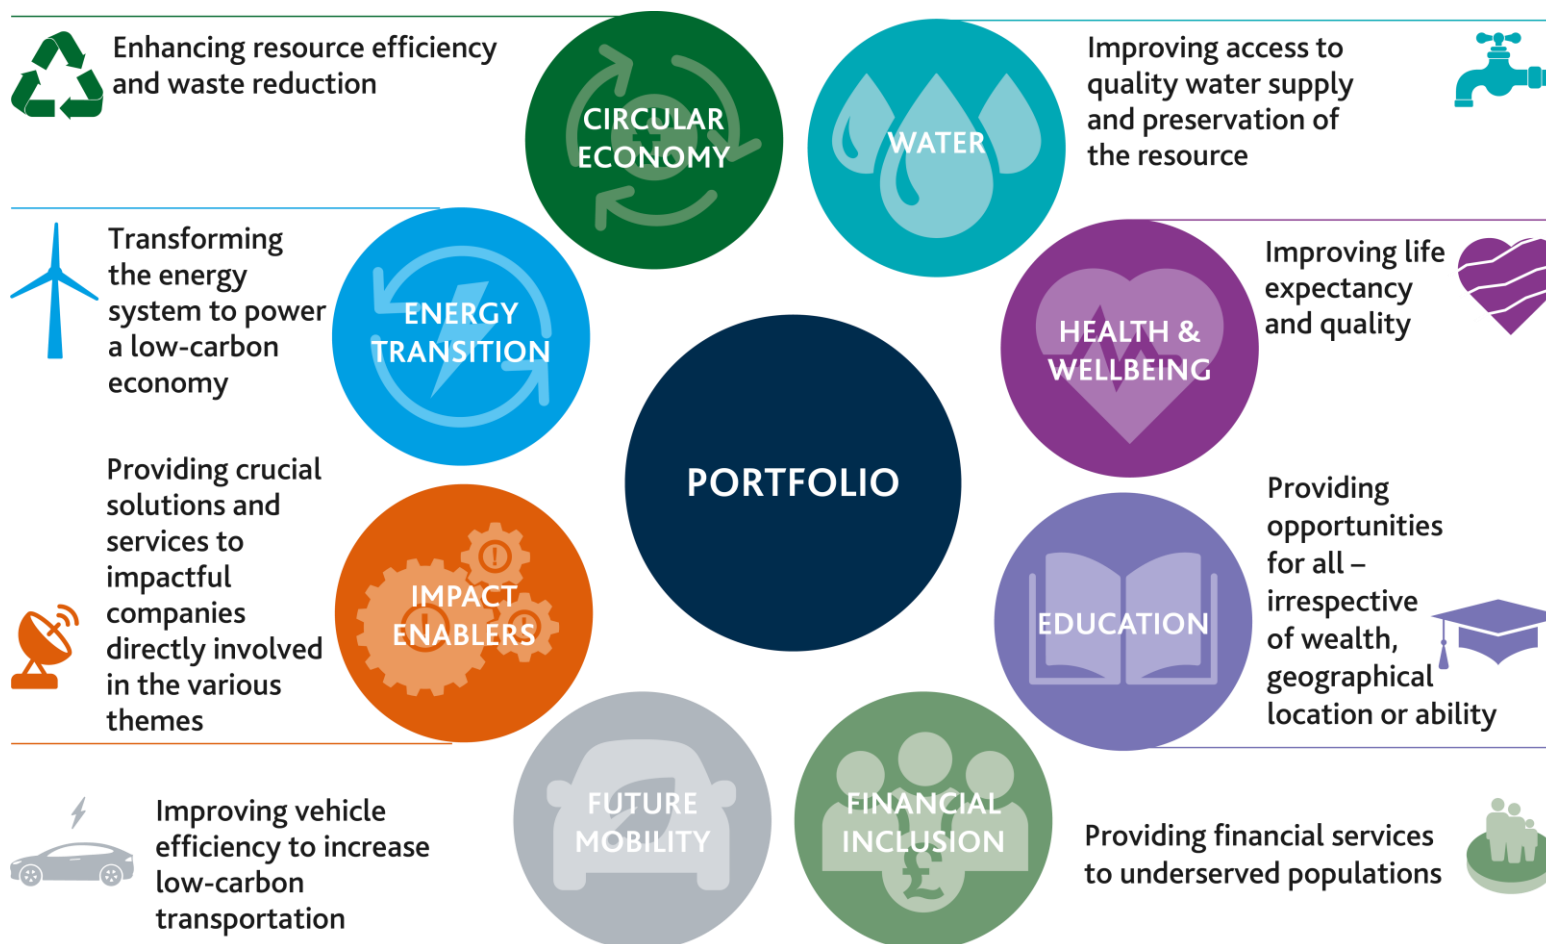 Enhancing resource efficiency
and waste reduction
CIRCULAR
ECONOMY
WATER
Improving access to
quality water supply
and preservation of
the resource
Transforming
the energy
system to power
a low-carbon
economy
ENERGY
TRANSITION
HEALTH &
WELLBEING
Improving life
expectancy
and quality
PORTFOLIO
Providing crucial
solutions and
services to
impactful
companies
directly involved
in the various
themes
IMPACT
ENABLERS
EDUCATION
Providing
opportunities
for all –
irrespective
of wealth,
geographical
location or ability
Improving vehicle
efficiency to increase
low-carbon
transportation
FUTURE
MOBILITY
FINANCIAL
INCLUSION
£
Providing financial services
to underserved populations